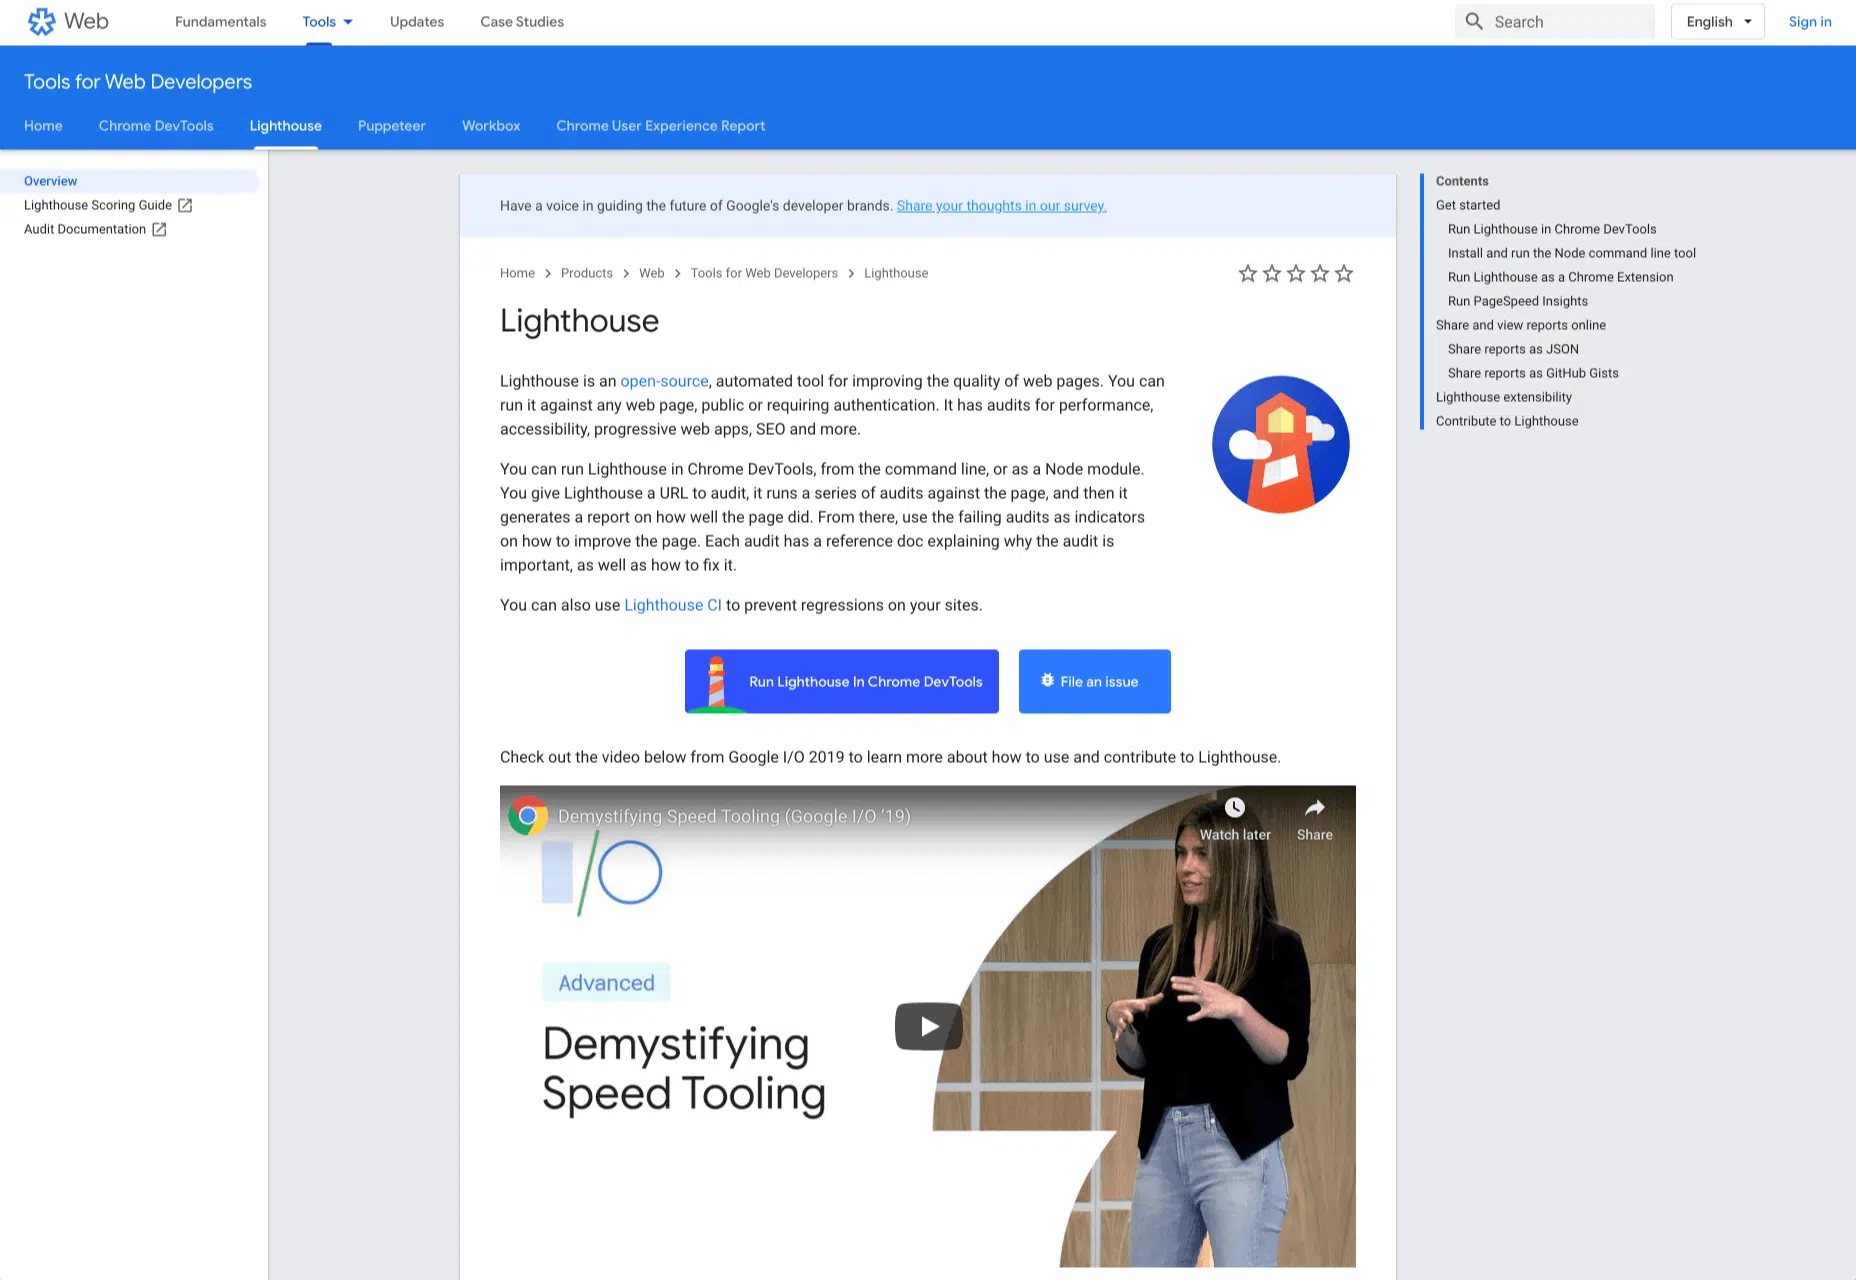 Web
Fundamentals
Tools
Updates
Case Studies
Search
English
Sign in
Tools for Web Developers
Home
Chrome DevTools
Lighthouse
Puppeteer
Workbox
Chrome User Experience Report
Overview
Lighthouse Scoring Guide
Audit Documentation
Have a voice in guiding the future of Google's developer brands. Share your thoughts in our survey.
Home > Products > Web > Tools for Web Developers > Lighthouse
Lighthouse
Lighthouse is an open-source, automated tool for improving the quality of web pages. You can
run it against any web page, public or requiring authentication. It has audits for performance,
accessibility, progressive web apps, SEO and more.
You can run Lighthouse in Chrome DevTools, from the command line, or as a Node module.
You give Lighthouse a URL to audit, it runs a series of audits against the page, and then it
generates a report on how well the page did. From there, use the failing audits as indicators
on how to improve the page. Each audit has a reference doc explaining why the audit is
important, as well as how to fix it.
You can also use Lighthouse CI to prevent regressions on your sites.
Run Lighthouse In Chrome DevTools
File an issue
Check out the video below from Google I/O 2019 to learn more about how to use and contribute to Lighthouse.
Demystifying Speed Tooling (Google I/O '19)
Watch later
Share
I/O
Advanced
Demystifying
Speed Tooling
Contents
Get started
Run Lighthouse in Chrome DevTools
Install and run the Node command line tool
Run Lighthouse as a Chrome Extension
Run PageSpeed Insights
Share and view reports online
Share reports as JSON
Share reports as GitHub Gists
Lighthouse extensibility
Contribute to Lighthouse